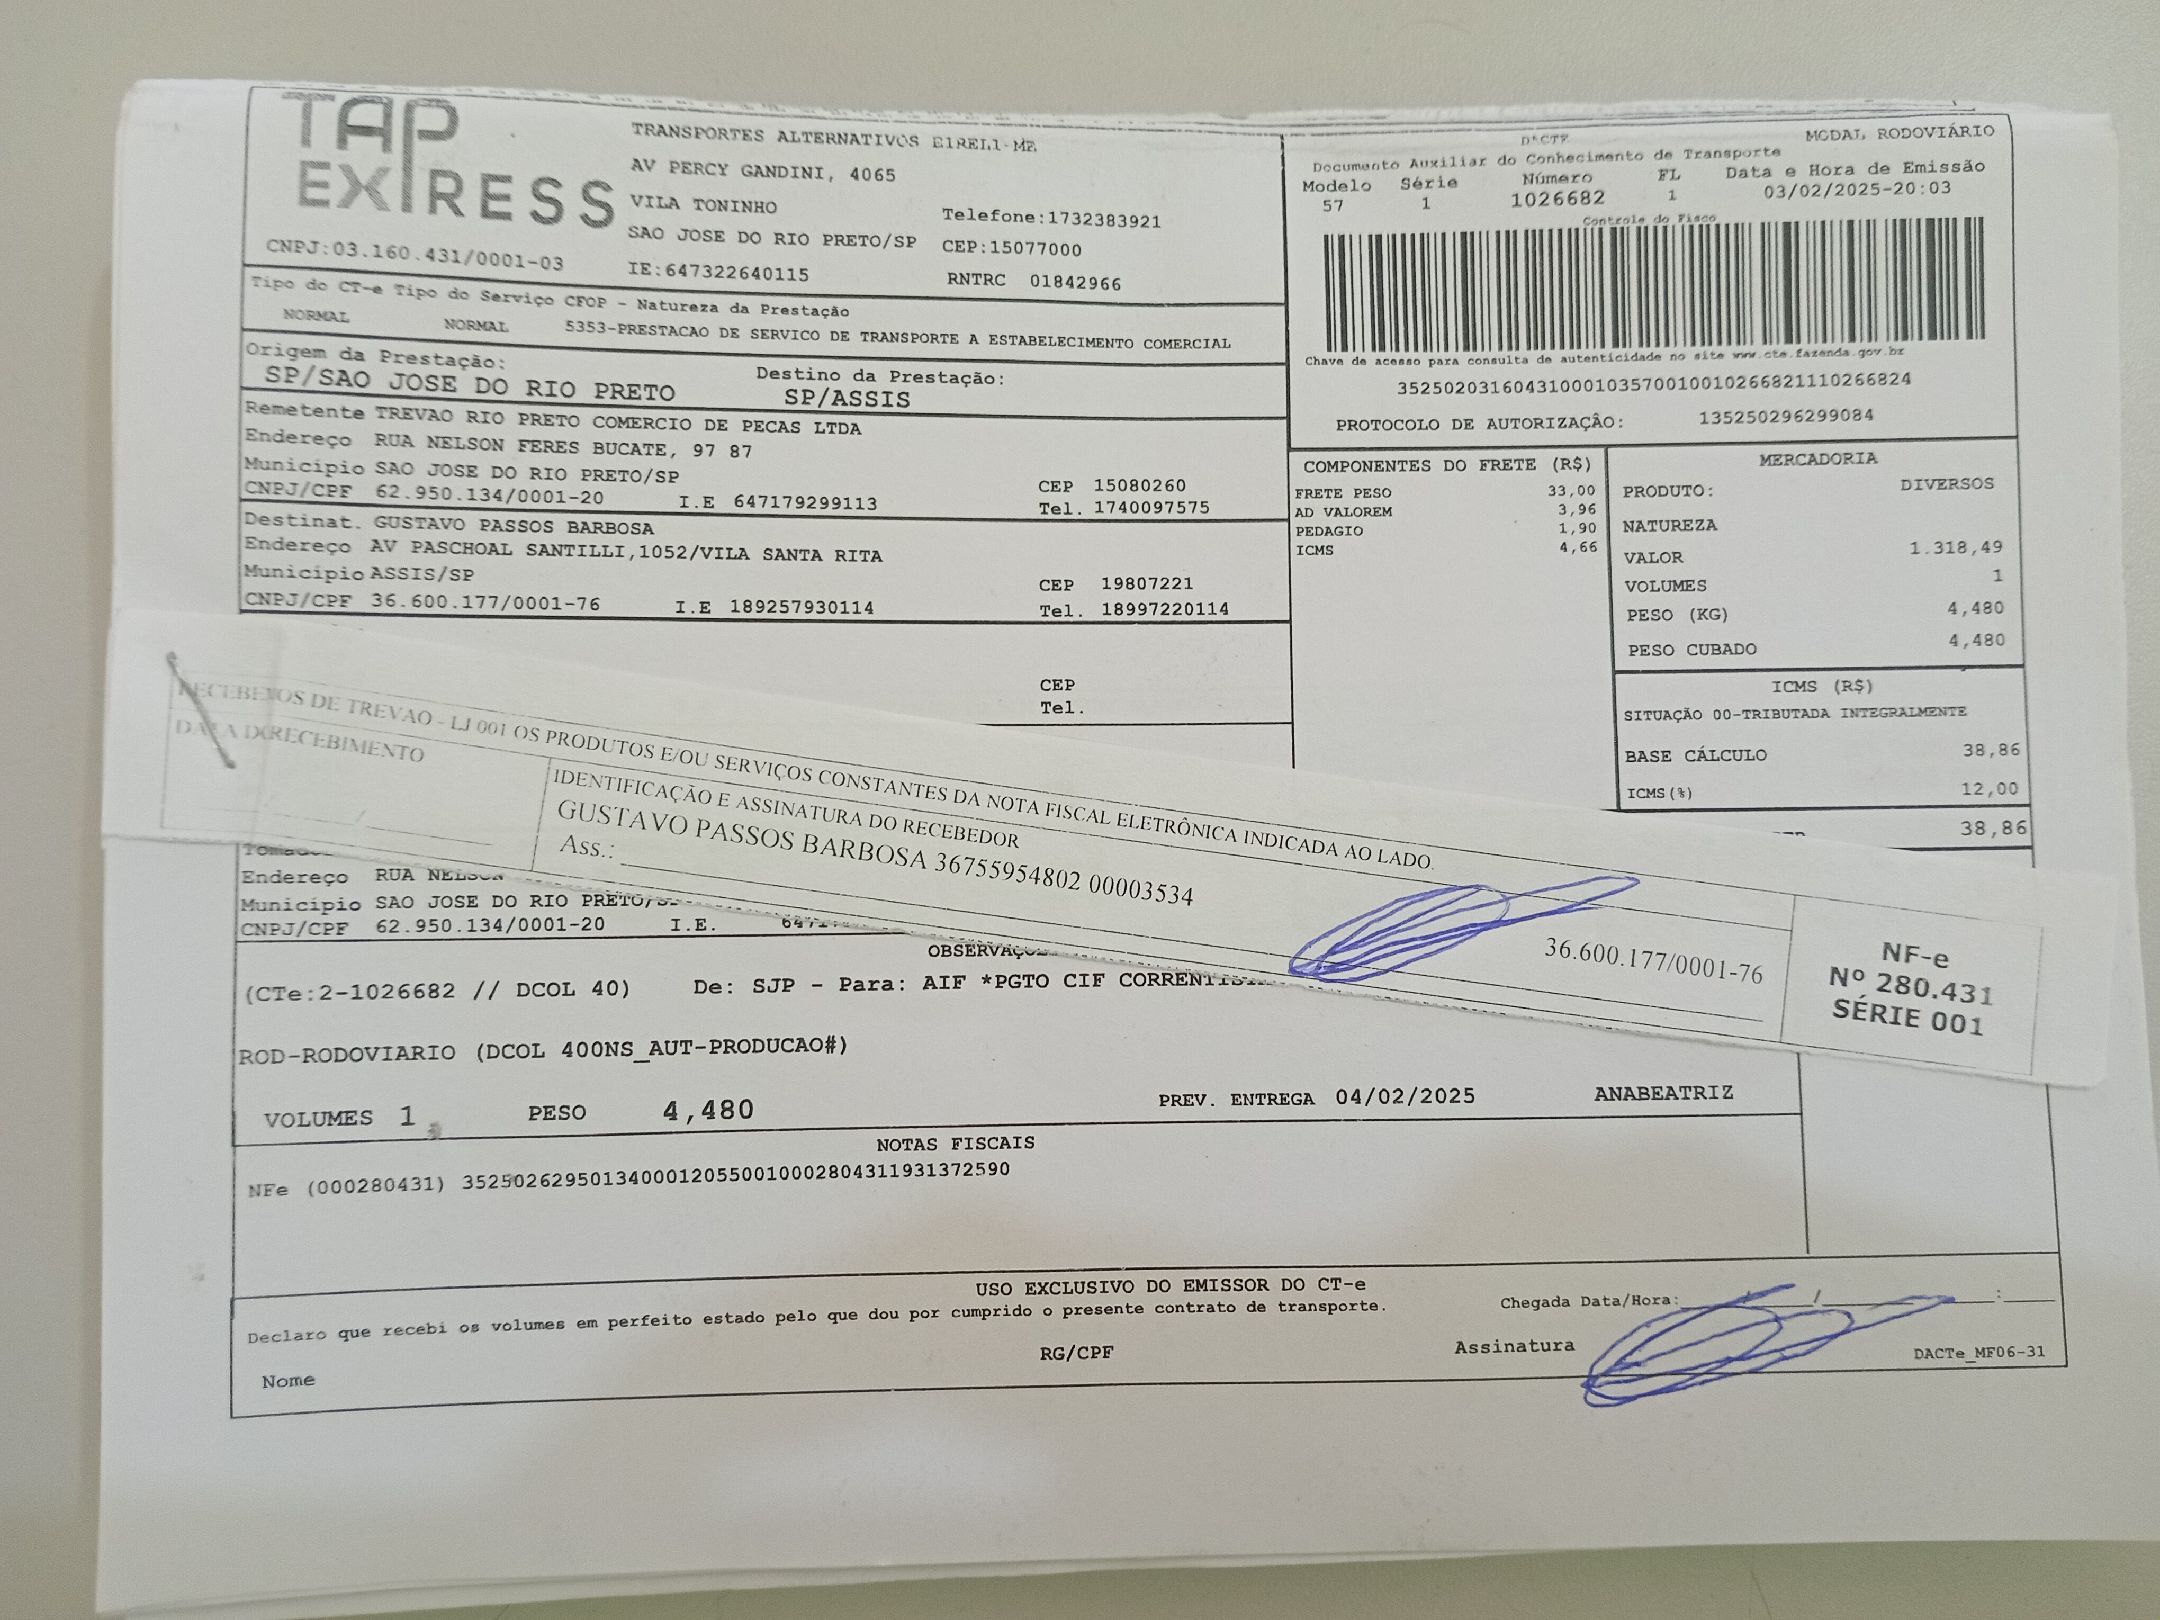 TAP
EXPRESS
CNPJ:03.160.431/0001-03
TRANSPORTES ALTERNATIVOS EIRELI-ME
AV PERCY GANDINI, 4065
VILA TONINHO
Telefone:1732383921
SAO JOSE DO RIO PRETO/SP CEP:15077000
IE:647322640115 RNTRC 01842966
DACTE MODAL RODOVIÁRIO
Documento Auxiliar do Conhecimento de Transporte
Modelo Série Número FL Data e Hora de Emissão
57 1 1026682 1 03/02/2025-20:03
Controle do Fisco
Chave de acesso para consulta de autenticidade no site www.cte.fazenda.gov.br
35250203160431000103570010010266821110266824
PROTOCOLO DE AUTORIZAÇÂO: 135250296299084
Tipo do CT-e Tipo do Serviço CFOP - Natureza da Prestação
NORMAL NORMAL 5353-PRESTACAO DE SERVICO DE TRANSPORTE A ESTABELECIMENTO COMERCIAL
Origem da Prestação: Destino da Prestação:
SP/SAO JOSE DO RIO PRETO SP/ASSIS
Remetente TREVAO RIO PRETO COMERCIO DE PECAS LTDA
Endereço RUA NELSON FERES BUCATE, 97 87
Município SAO JOSE DO RIO PRETO/SP CEP 15080260
CNPJ/CPF 62.950.134/0001-20 I.E 647179299113 Tel. 1740097575
Destinat. GUSTAVO PASSOS BARBOSA
Endereço AV PASCHOAL SANTILLI,1052/VILA SANTA RITA
Município ASSIS/SP CEP 19807221
CNPJ/CPF 36.600.177/0001-76 I.E 189257930114 Tel. 18997220114
CEP
Tel.
COMPONENTES DO FRETE (R$)
FRETE PESO 33,00
AD VALOREM 3,96
PEDAGIO 1,90
ICMS 4,66
MERCADORIA
PRODUTO: DIVERSOS
NATUREZA
VALOR 1.318,49
VOLUMES 1
PESO (KG) 4,480
PESO CUBADO 4,480
ICMS (R$)
SITUAÇÃO 00-TRIBUTADA INTEGRALMENTE
BASE CÁLCULO 38,86
ICMS(%) 12,00
38,86
RECEBEMOS DE TREVAO - LJ 001 OS PRODUTOS E/OU SERVIÇOS CONSTANTES DA NOTA FISCAL ELETRÔNICA INDICADA AO LADO.
DATA D RECEBIMENTO
IDENTIFICAÇÃO E ASSINATURA DO RECEBEDOR
GUSTAVO PASSOS BARBOSA 36755954802 00003534
36.600.177/0001-76
Ass.:
NF-e
Nº 280.431
SÉRIE 001
Endereço RUA NELSON
Município SAO JOSE DO RIO PRETO/
CNPJ/CPF 62.950.134/0001-20 I.E.
(CTe:2-1026682 // DCOL 40) De: SJP - Para: AIF *PGTO CIF
ROD-RODOVIARIO (DCOL 400NS_AUT-PRODUCAO#)
VOLUMES 1 PESO 4,480 PREV. ENTREGA 04/02/2025 ANABEATRIZ
NOTAS FISCAIS
NFe (000280431) 35250262950134000120550010002804311931372590
USO EXCLUSIVO DO EMISSOR DO CT-e
Declaro que recebi os volumes em perfeito estado pelo que dou por cumprido o presente contrato de transporte.
Chegada Data/Hora: / :
Nome RG/CPF Assinatura
DACTe_MF06-31